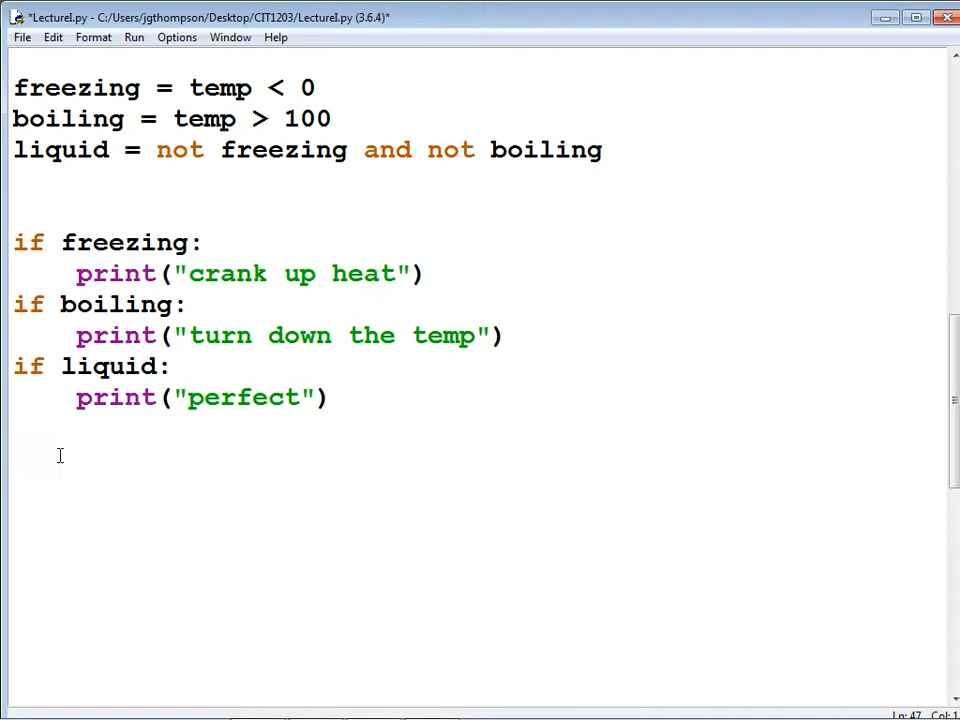 *LectureI.py - C:/Users/jgthompson/Desktop/CIT1203/LectureI.py (3.6.4)*
File Edit Format Run Options Window Help
freezing = temp < 0
boiling = temp > 100
liquid = not freezing and not boiling
if freezing:
    print("crank up heat")
if boiling:
    print("turn down the temp")
if liquid:
    print("perfect")
Ln: 47 Col: 1